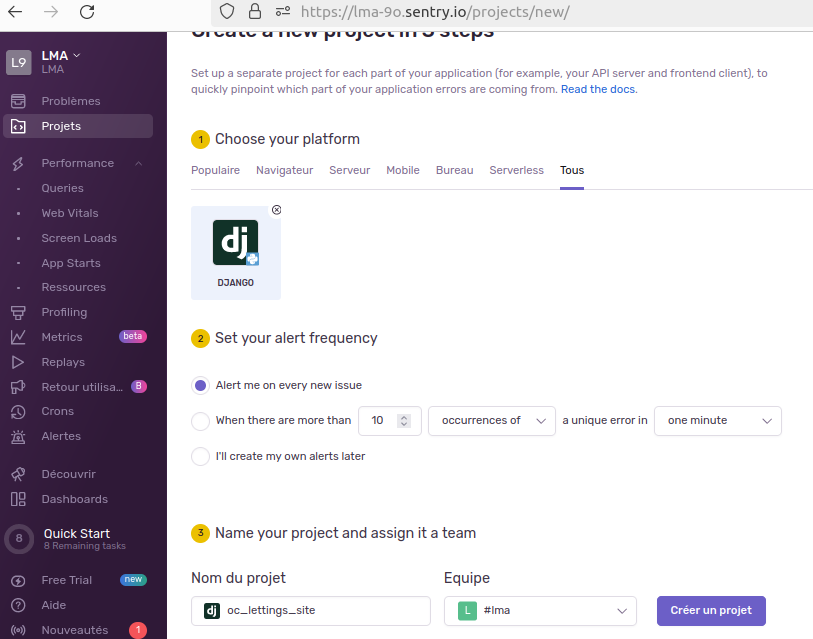 https://lma-9o.sentry.io/projects/new/
Create a new project in 3 steps
L9
LMA
LMA
Problèmes
Projets
Performance
Queries
Web Vitals
Screen Loads
App Starts
Ressources
Profiling
Metrics
beta
Replays
Retour utilisa...
B
Crons
Alertes
Découvrir
Dashboards
8
Quick Start
8 Remaining tasks
Free Trial
new
Aide
Nouveautés
1
Set up a separate project for each part of your application (for example, your API server and frontend client), to
quickly pinpoint which part of your application errors are coming from. Read the docs.
1 Choose your platform
Populaire Navigateur Serveur Mobile Bureau Serverless Tous
dj
DJANGO
2 Set your alert frequency
Alert me on every new issue
When there are more than 10 occurrences of a unique error in one minute
I'll create my own alerts later
3 Name your project and assign it a team
Nom du projet Equipe
dj oc_lettings_site L #lma Créer un projet